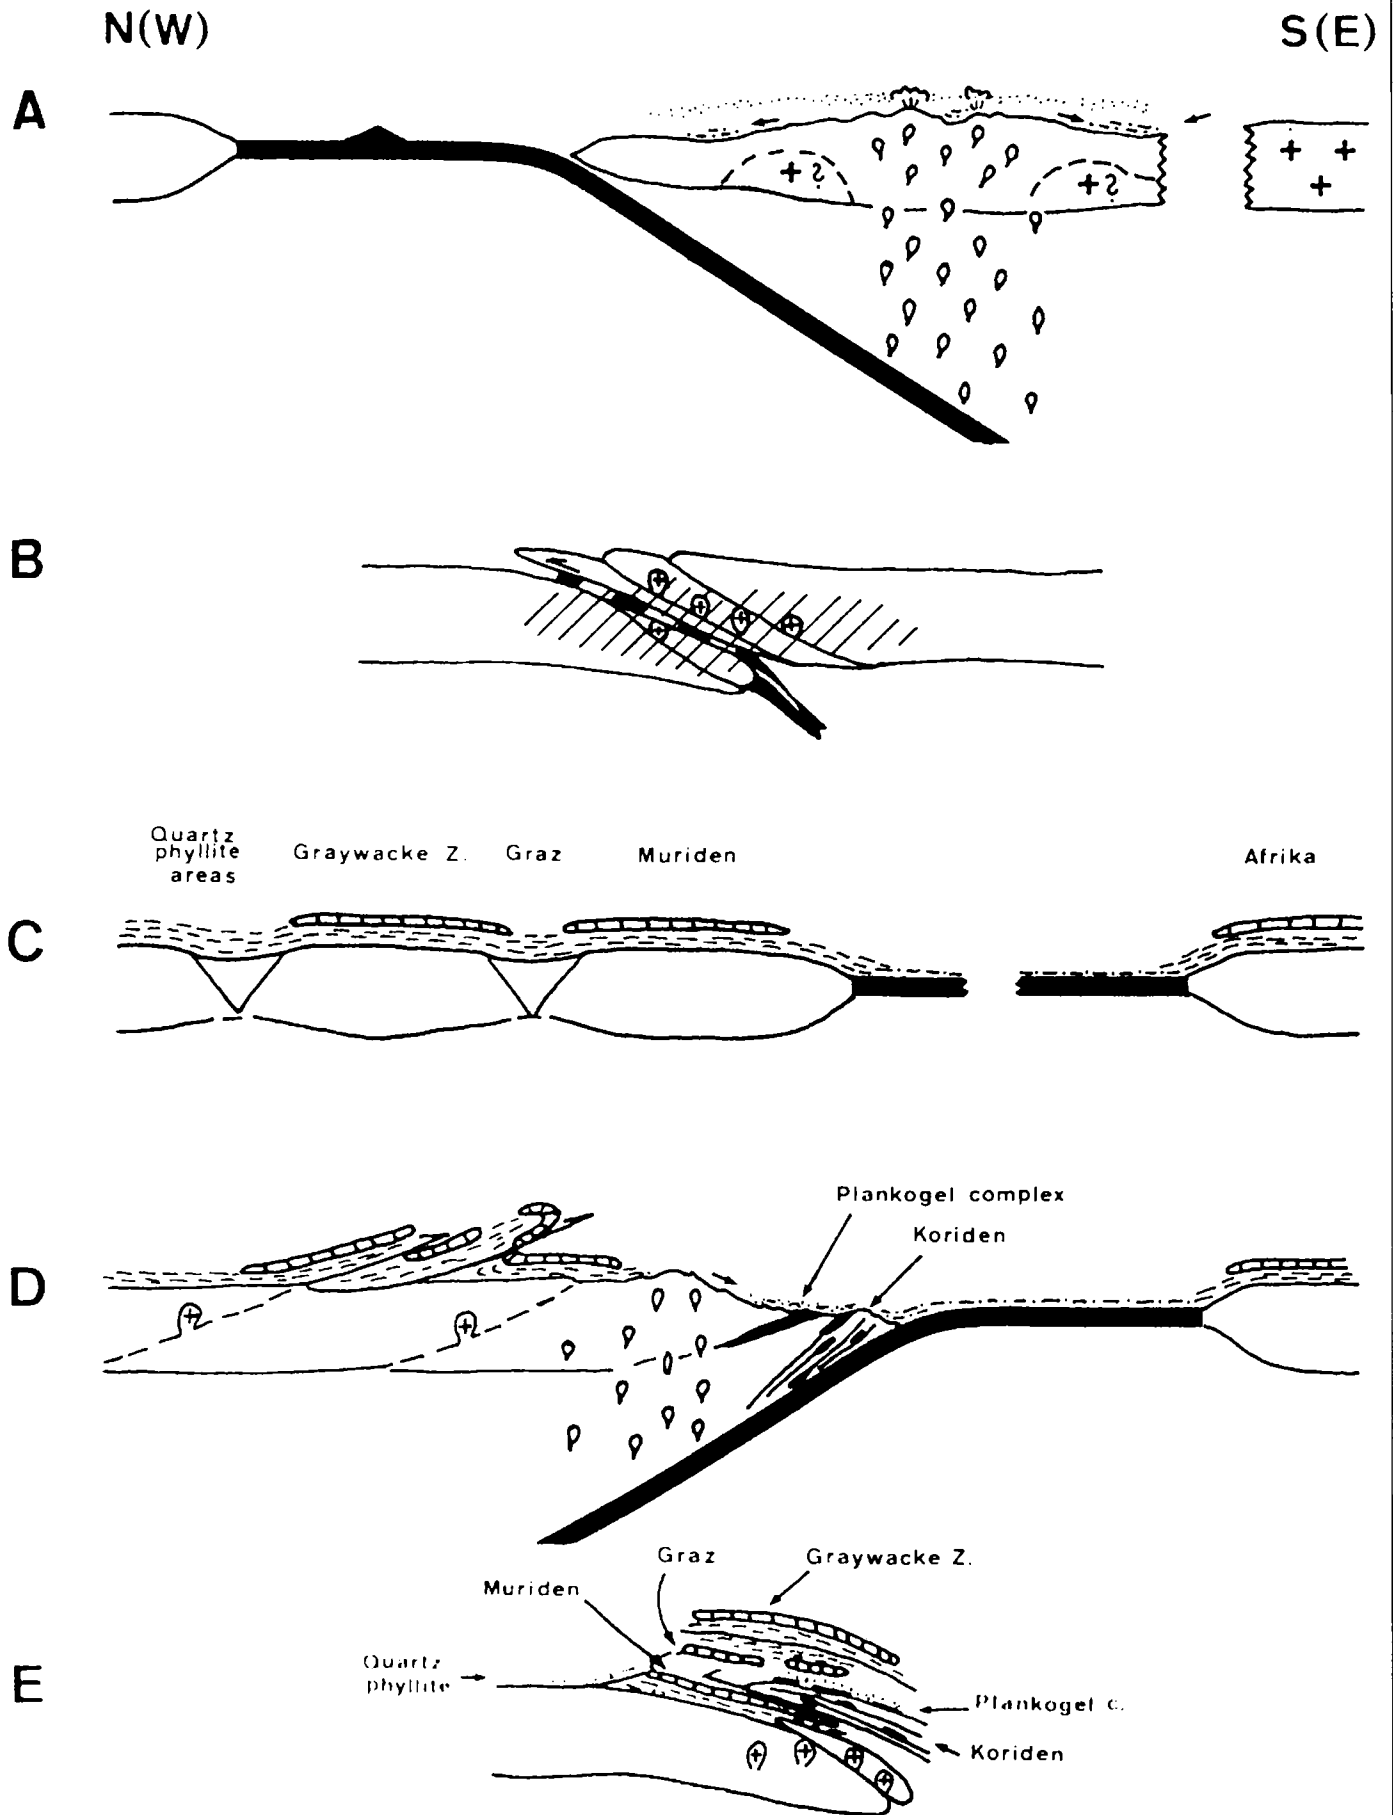 N(W)
S(E)
A
+?
+?
+ +
+
B
Quartz
phyllite
areas
Graywacke Z.
Graz
Muriden
Afrika
C
Plankogel complex
Koriden
D
Graz
Graywacke Z.
Muriden
Quartz
phyllite
E
Plankogel c.
Koriden